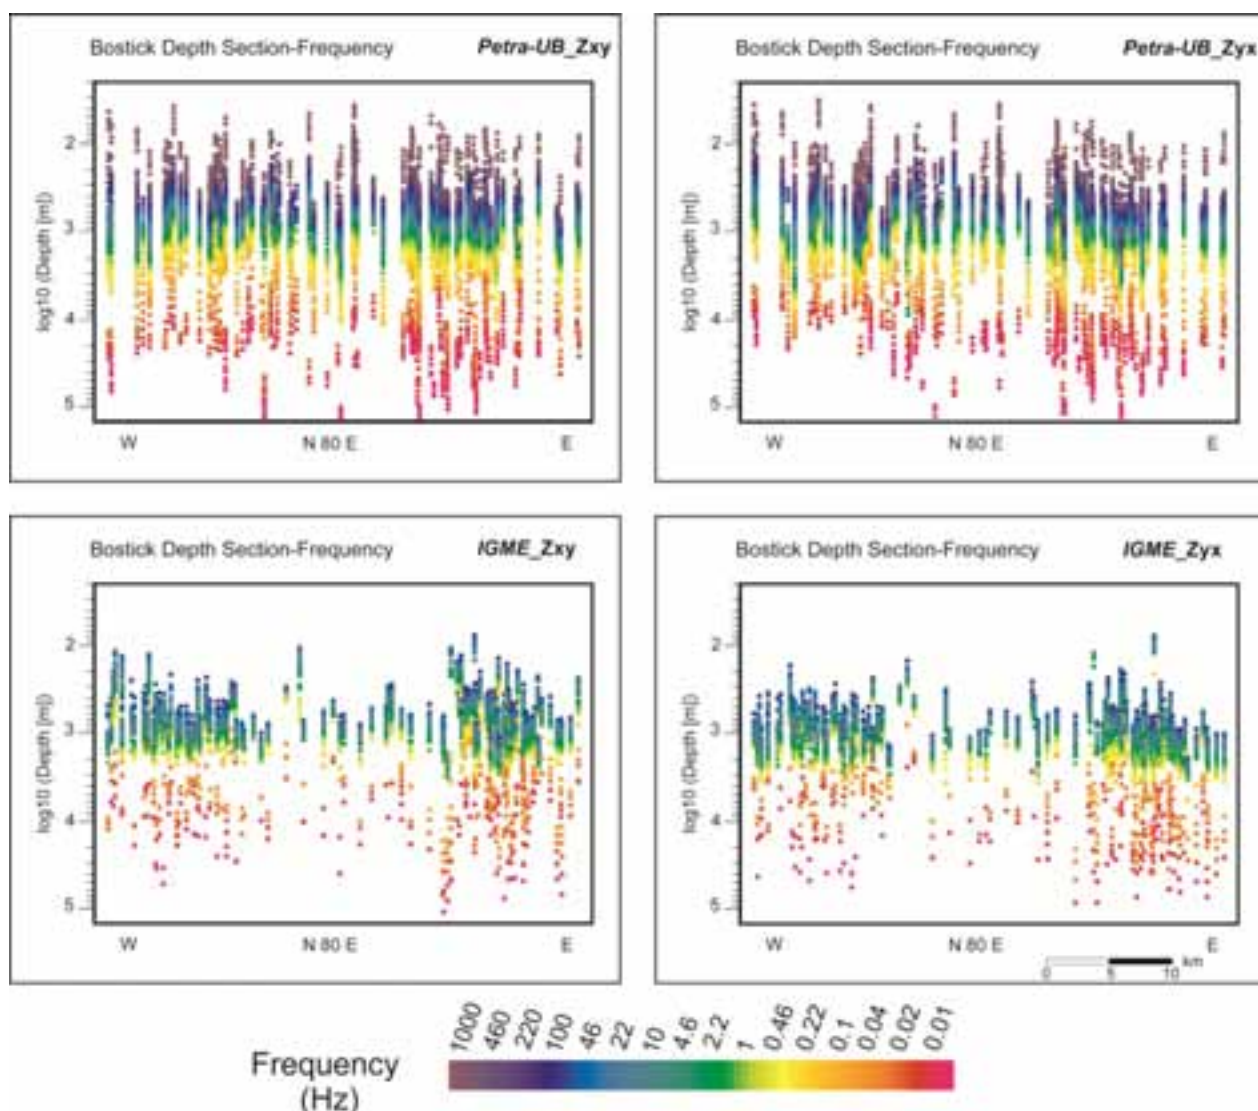 Bostick Depth Section-Frequency Petra-UB_Zxy
2
3
4
5
log10 (Depth [m])
W N 80 E E
Bostick Depth Section-Frequency Petra-UB_Zyx
2
3
4
5
log10 (Depth [m])
W N 80 E E
Bostick Depth Section-Frequency IGME_Zxy
2
3
4
5
log10 (Depth [m])
W N 80 E E
Bostick Depth Section-Frequency IGME_Zyx
2
3
4
5
log10 (Depth [m])
W N 80 E E
0 5 10 km
1000 460 220 100 46 22 10 4.6 2.2 1 0.46 0.22 0.1 0.04 0.02 0.01
Frequency
(Hz)